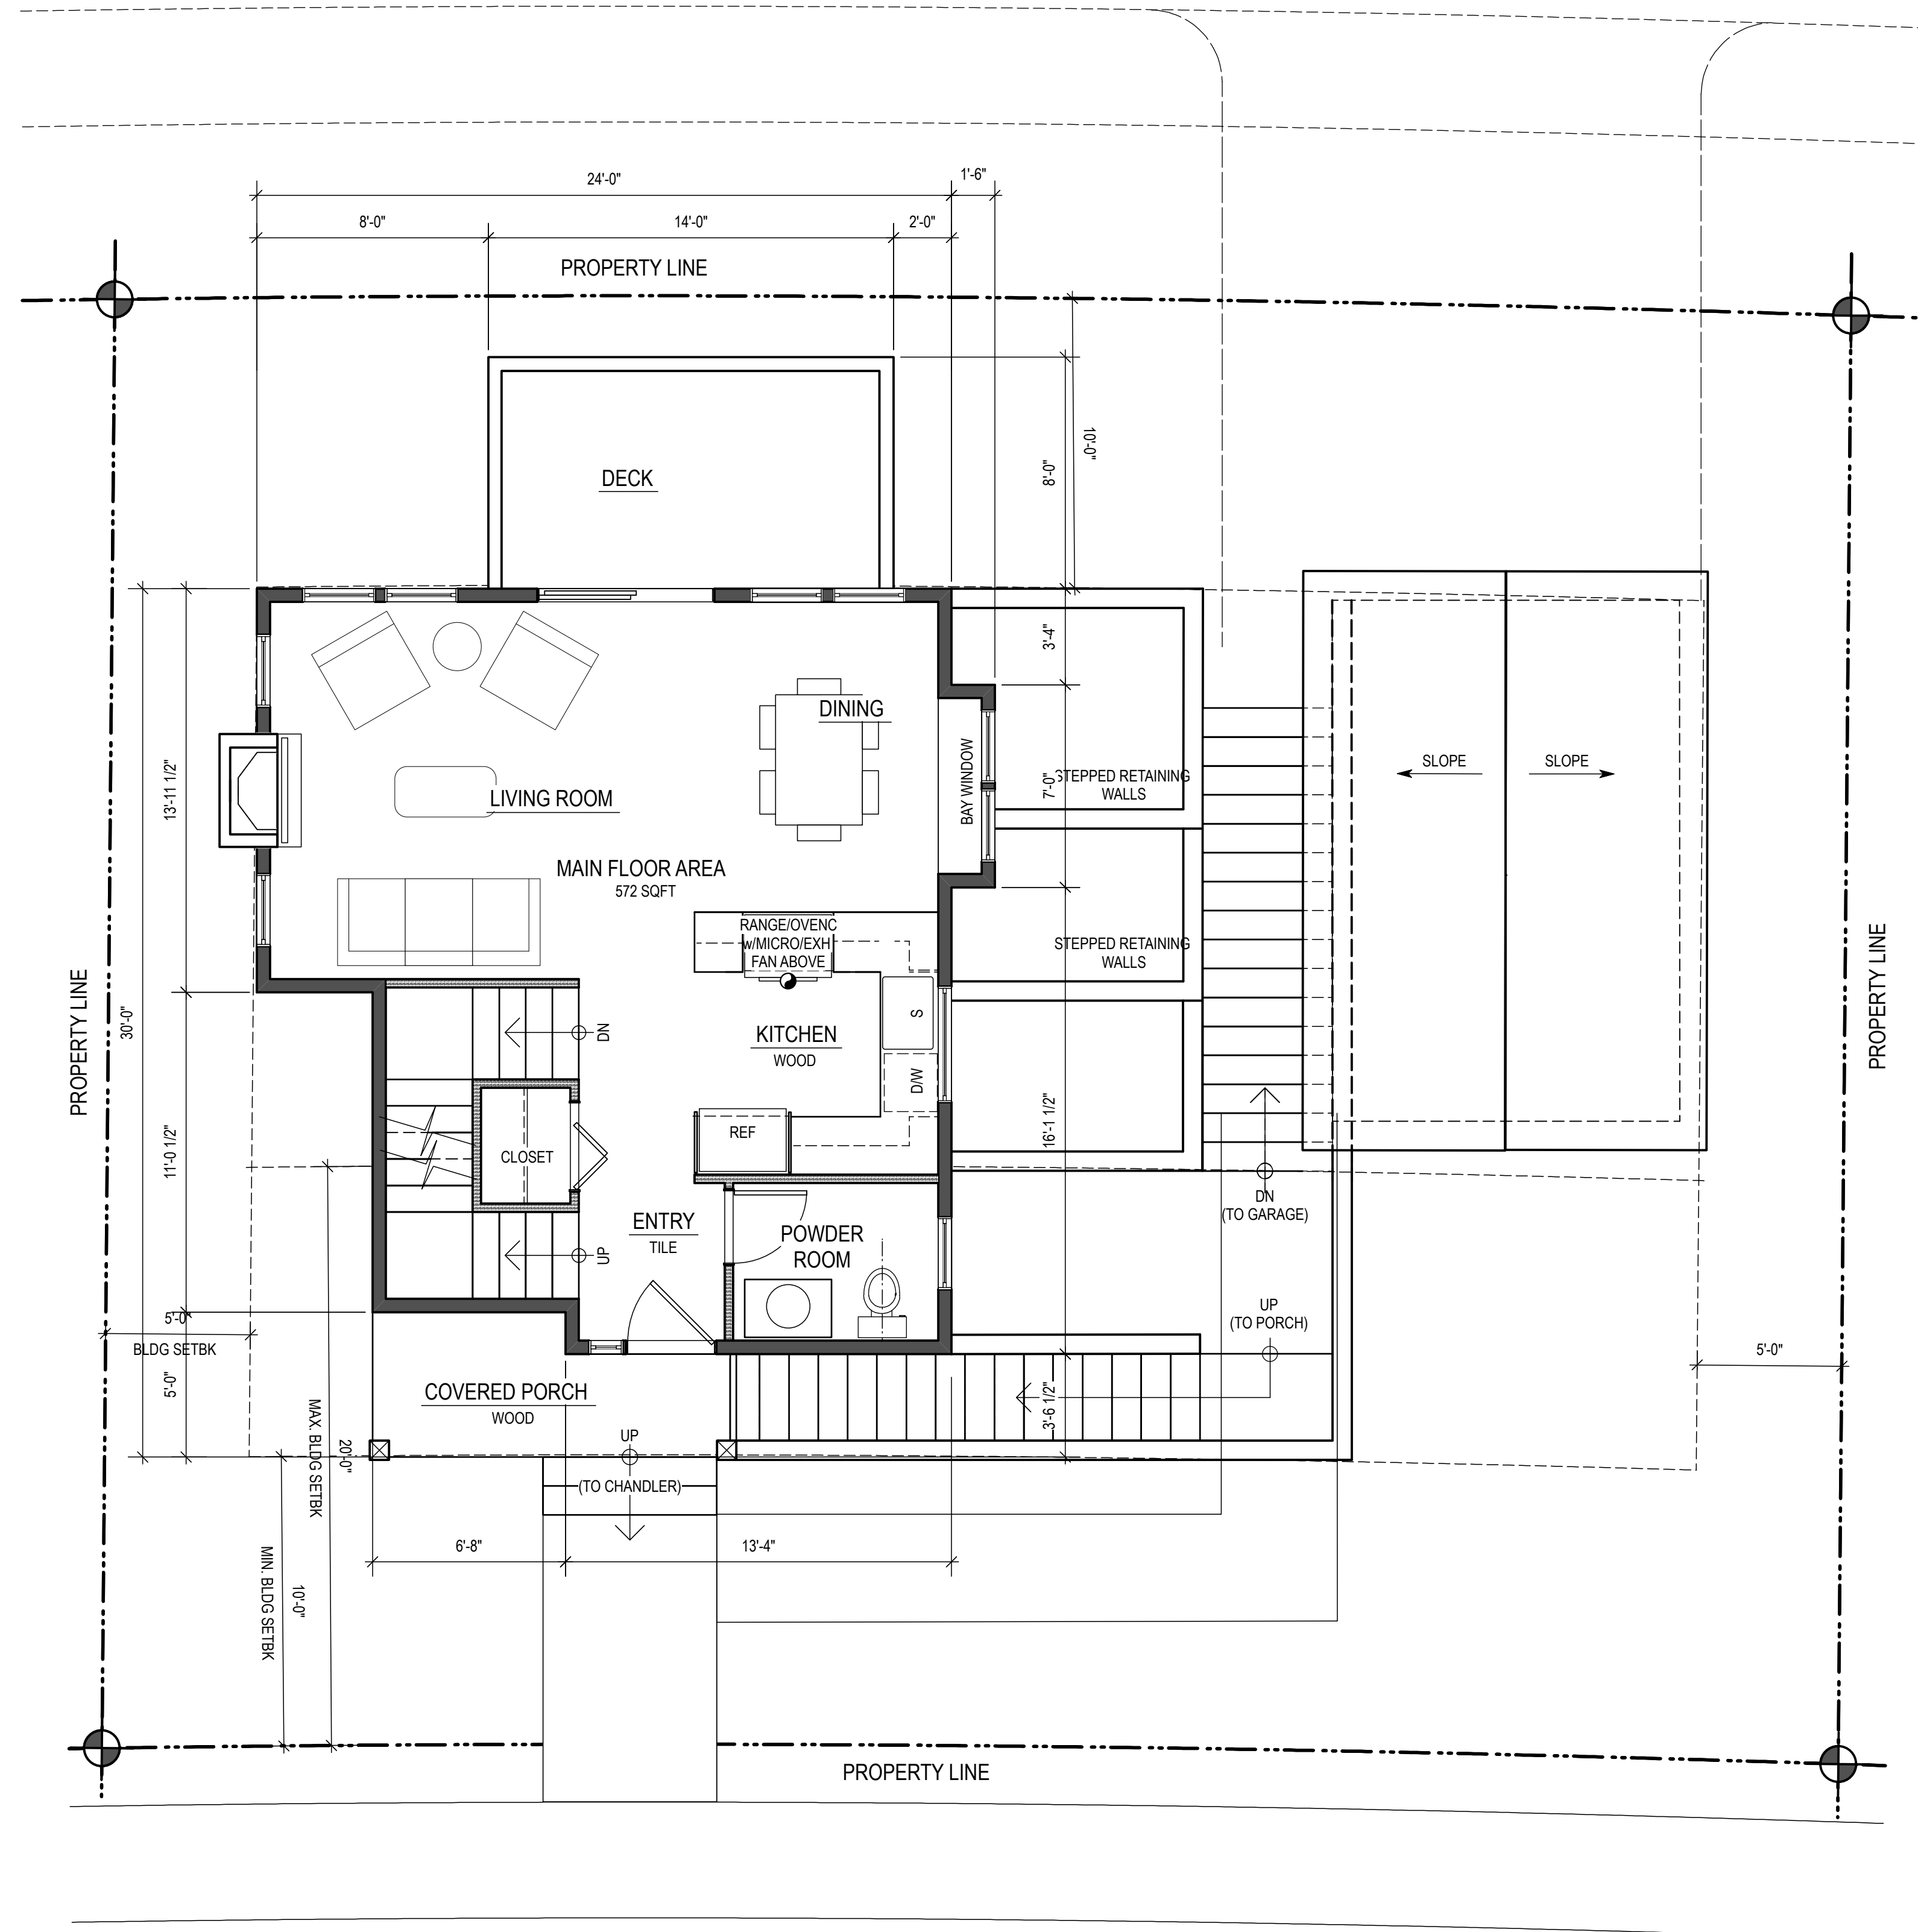 24'-0"
1'-6"
8'-0"
14'-0"
2'-0"
PROPERTY LINE
10'-0"
8'-0"
DECK
3'-4"
DINING
BAY WINDOW
7'-0"
STEPPED RETAINING
WALLS
SLOPE
SLOPE
13'-11 1/2"
LIVING ROOM
MAIN FLOOR AREA
572 SQFT
RANGE/OVENC
w/MICRO/EXH
FAN ABOVE
STEPPED RETAINING
WALLS
PROPERTY LINE
PROPERTY LINE
30'-0"
DN
KITCHEN
WOOD
S
D/W
REF
CLOSET
11'-0 1/2"
16'-1 1/2"
DN
(TO GARAGE)
ENTRY
TILE
POWDER
ROOM
UP
UP
(TO PORCH)
5'-0"
BLDG SETBK
5'-0"
5'-0"
COVERED PORCH
WOOD
3'-6 1/2"
MAX. BLDG SETBK
20'-0"
UP
(TO CHANDLER)
6'-8"
13'-4"
MIN. BLDG SETBK
10'-0"
PROPERTY LINE